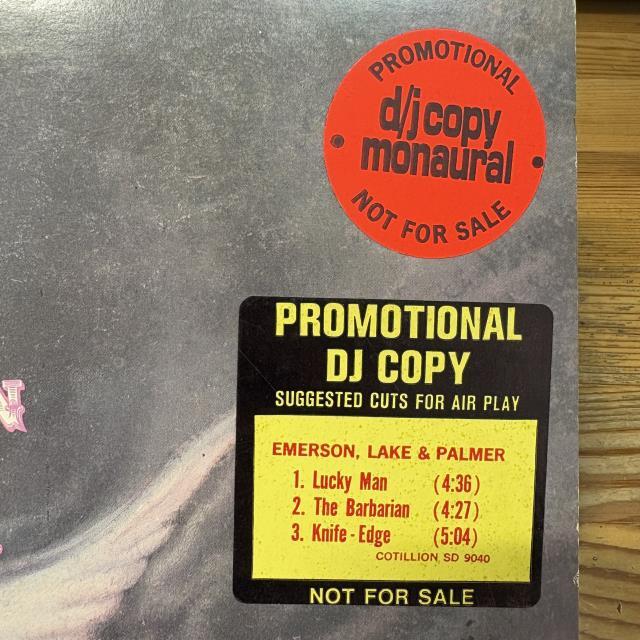 PROMOTIONAL
d/j copy
monaural
NOT FOR SALE
PROMOTIONAL
DJ COPY
SUGGESTED CUTS FOR AIR PLAY
EMERSON, LAKE & PALMER
1. Lucky Man (4:36)
2. The Barbarian (4:27)
3. Knife-Edge (5:04)
COTILLION SD 9040
NOT FOR SALE
N